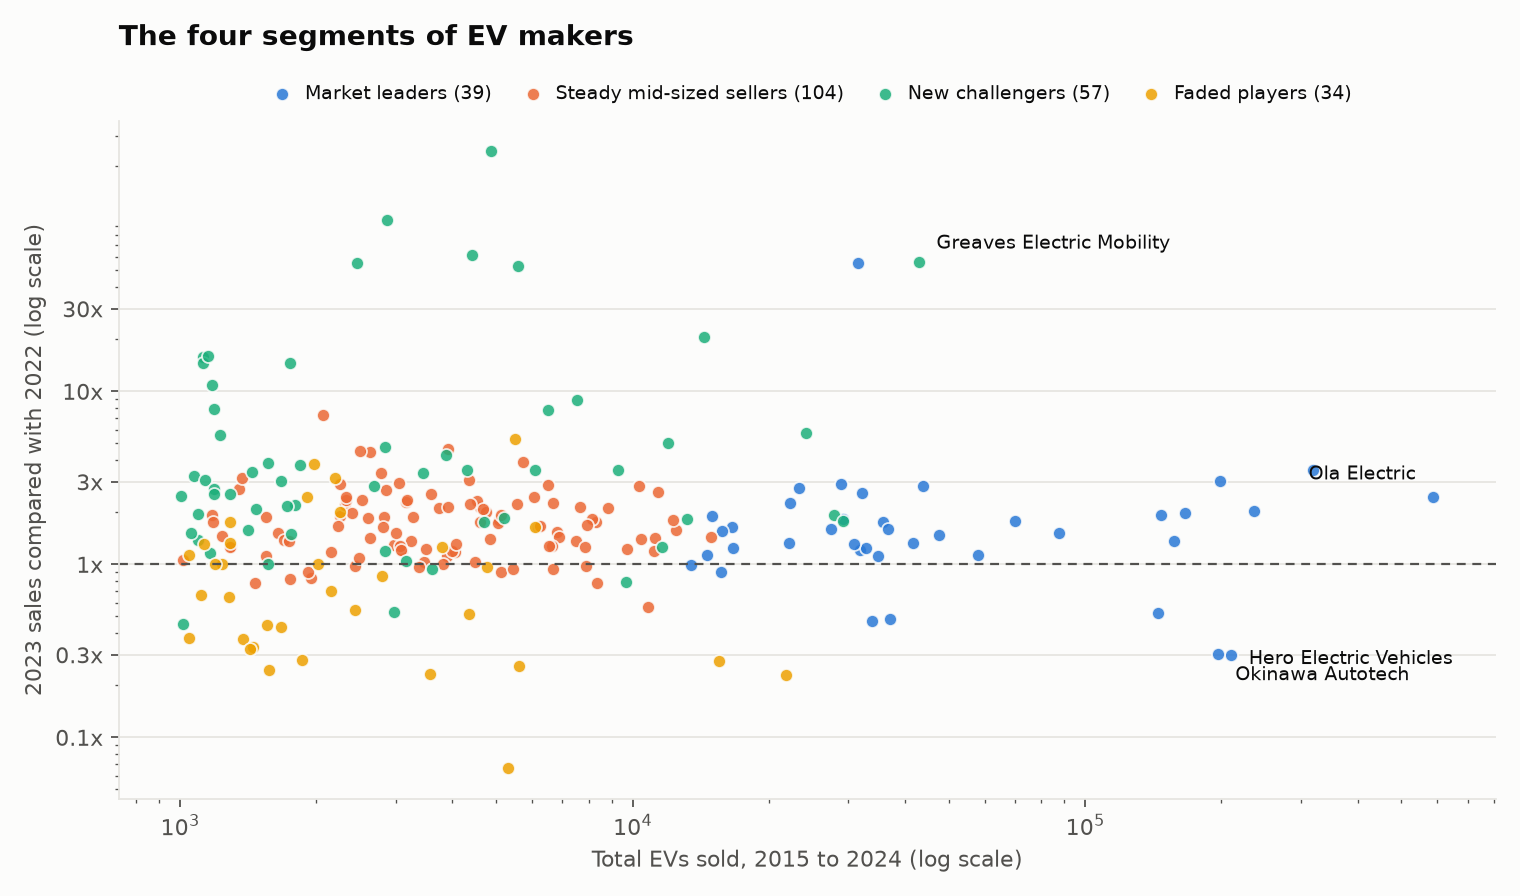 The four segments of EV makers
Market leaders (39)
Steady mid-sized sellers (104)
New challengers (57)
Faded players (34)
2023 sales compared with 2022 (log scale)
Greaves Electric Mobility
30x
10x
3x
Ola Electric
1x
0.3x
Hero Electric Vehicles
Okinawa Autotech
0.1x
10³
10⁴
10⁵
Total EVs sold, 2015 to 2024 (log scale)